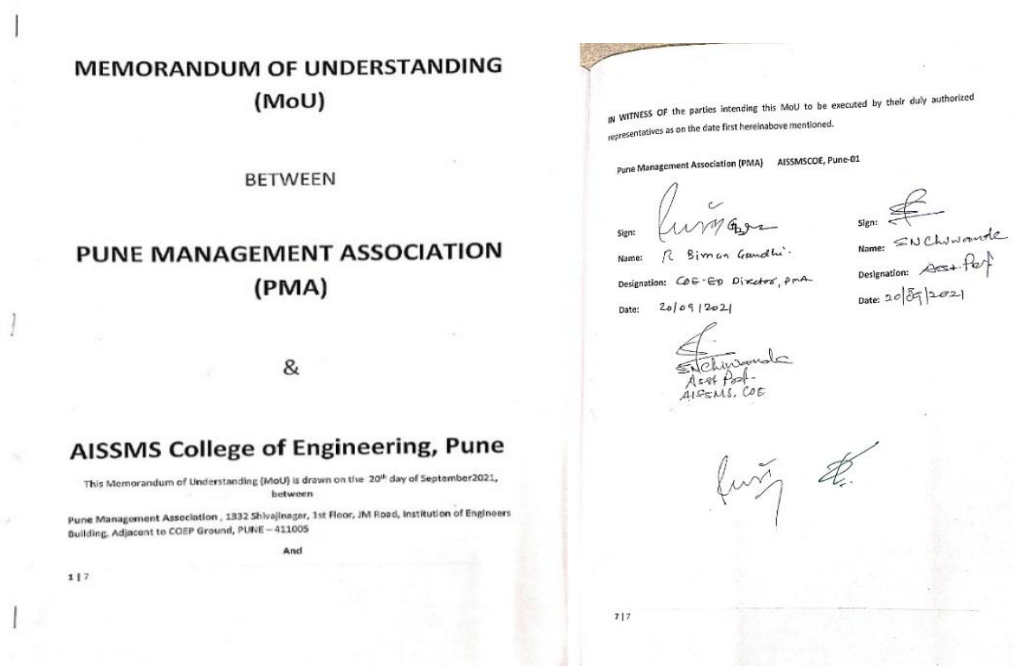 MEMORANDUM OF UNDERSTANDING
(MoU)
BETWEEN
PUNE MANAGEMENT ASSOCIATION
(PMA)
&
AISSMS College of Engineering, Pune
This Memorandum of Understanding (MoU) is drawn on the 20th day of September2021,
between
Pune Management Association , 1332 Shivajinagar, 1st Floor, JM Road, Institution of Engineers
Building, Adjacent to COEP Ground, PUNE – 411005
And
1 | 7
IN WITNESS OF the parties intending this MoU to be executed by their duly authorized
representatives as on the date first hereinabove mentioned.
Pune Management Association (PMA) AISSMSCOE, Pune-01
Sign:
Name: R Biman Gandhi.
Designation: COE-ED Director, PMA
Date: 20/09/2021
Sign:
Name: SNChiwande
Designation: Asst. Prof
Date: 20/09/2021
SNChiwande
Asst Prof.
AISSMS, COE
7 | 7